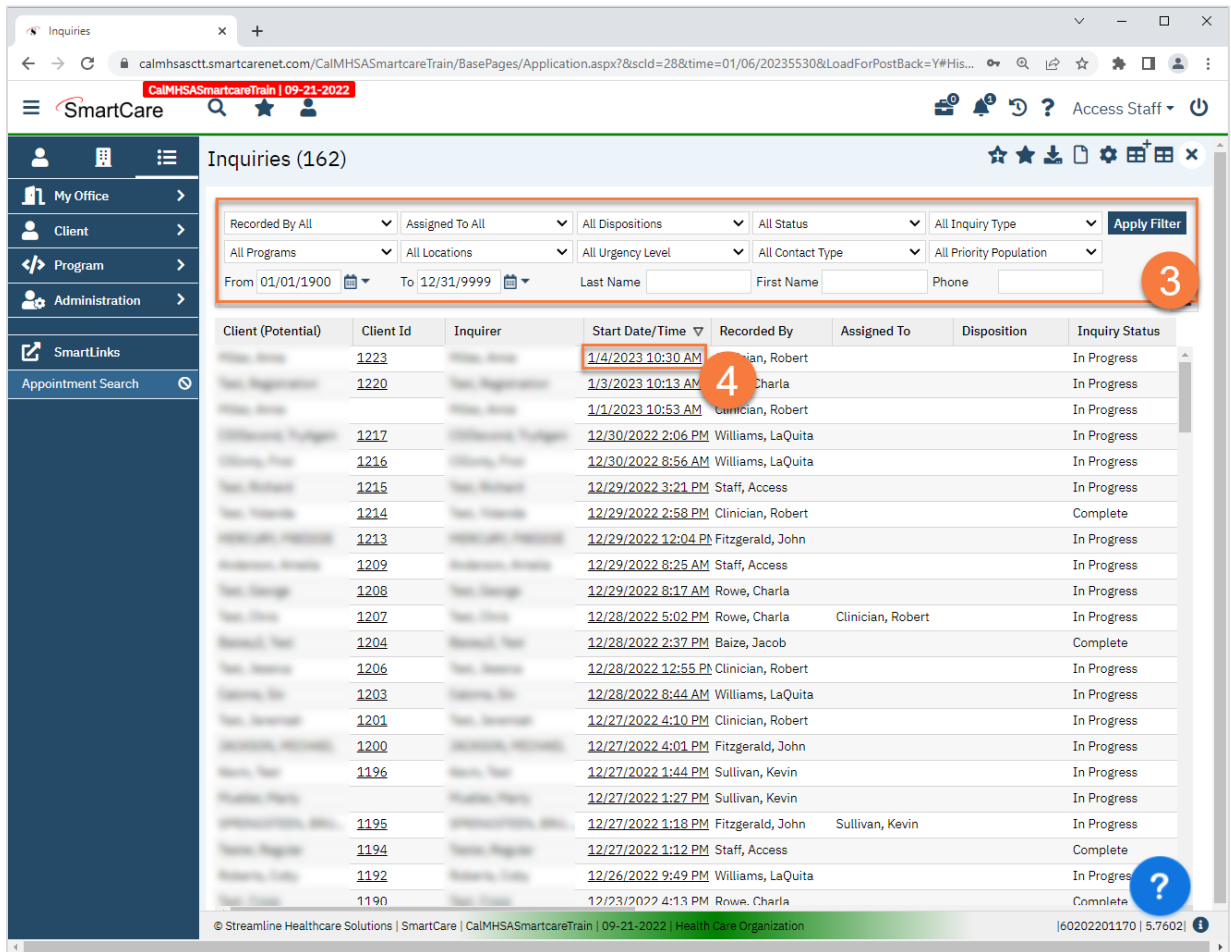 Inquiries
calmhsasctt.smartcarenet.com/CalMHSASmartcareTrain/BasePages/Application.aspx?&scId=28&time=01/06/20235530&LoadForPostBack=Y#His...
CalMHSASmartcareTrain | 09-21-2022
SmartCare
0
1
?
Access Staff
Inquiries (162)
My Office
Client
Program
Administration
SmartLinks
Appointment Search
Recorded By All Assigned To All All Dispositions All Status All Inquiry Type Apply Filter
All Programs All Locations All Urgency Level All Contact Type All Priority Population
From 01/01/1900 To 12/31/9999 Last Name First Name Phone
3
Client (Potential) Client Id Inquirer Start Date/Time Recorded By Assigned To Disposition Inquiry Status
1223 1/4/2023 10:30 AM Robert In Progress
4
1220 1/3/2023 10:13 AM Charla In Progress
1/1/2023 10:53 AM Clinician, Robert In Progress
1217 12/30/2022 2:06 PM Williams, LaQuita In Progress
1216 12/30/2022 8:56 AM Williams, LaQuita In Progress
1215 12/29/2022 3:21 PM Staff, Access In Progress
1214 12/29/2022 2:58 PM Clinician, Robert Complete
1213 12/29/2022 12:04 PM Fitzgerald, John In Progress
1209 12/29/2022 8:25 AM Staff, Access In Progress
1208 12/29/2022 8:17 AM Rowe, Charla In Progress
1207 12/28/2022 5:02 PM Rowe, Charla Clinician, Robert In Progress
1204 12/28/2022 2:37 PM Baize, Jacob Complete
1206 12/28/2022 12:55 PM Clinician, Robert In Progress
1203 12/28/2022 8:44 AM Williams, LaQuita In Progress
1201 12/27/2022 4:10 PM Clinician, Robert In Progress
1200 12/27/2022 4:01 PM Fitzgerald, John In Progress
1196 12/27/2022 1:44 PM Sullivan, Kevin In Progress
12/27/2022 1:27 PM Sullivan, Kevin In Progress
1195 12/27/2022 1:18 PM Fitzgerald, John Sullivan, Kevin In Progress
1194 12/27/2022 1:12 PM Staff, Access Complete
1192 12/26/2022 9:49 PM Williams, LaQuita In Progress
1190 12/23/2022 4:13 PM Rowe, Charla Complete
?
© Streamline Healthcare Solutions | SmartCare | CalMHSASmartcareTrain | 09-21-2022 | Health Care Organization |60202201170 | 5.7602|